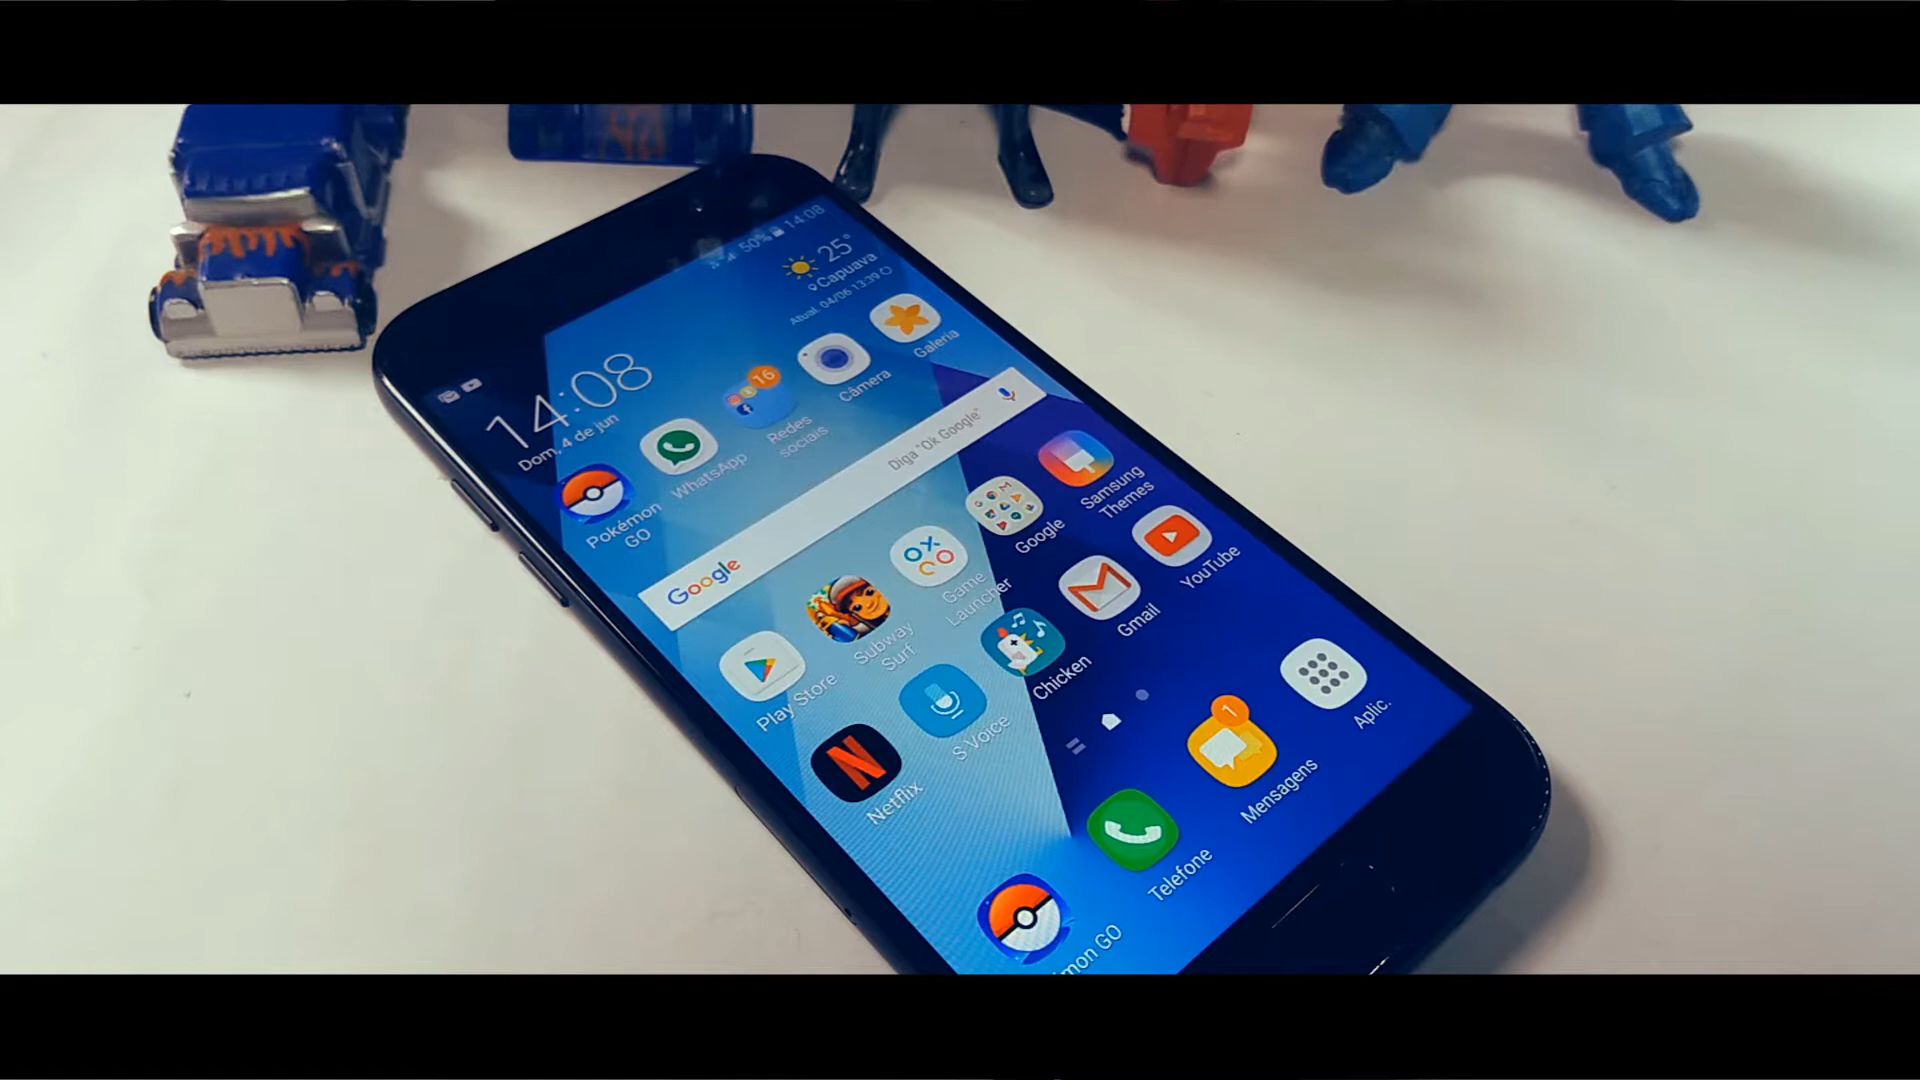 50% 14:08
25°
Capuava
Atual. 04/06 13:39
14:08
Dom, 4 de jun
Pokémon
GO
WhatsApp
16
Redes
sociais
Câmera
Galeria
Google
Diga "Ok Google"
Play Store
Subway
Surf
Game
Launcher
Google
Samsung
Themes
N
Netflix
S Voice
Chicken
Gmail
YouTube
mon GO
Telefone
1
Mensagens
Aplic.